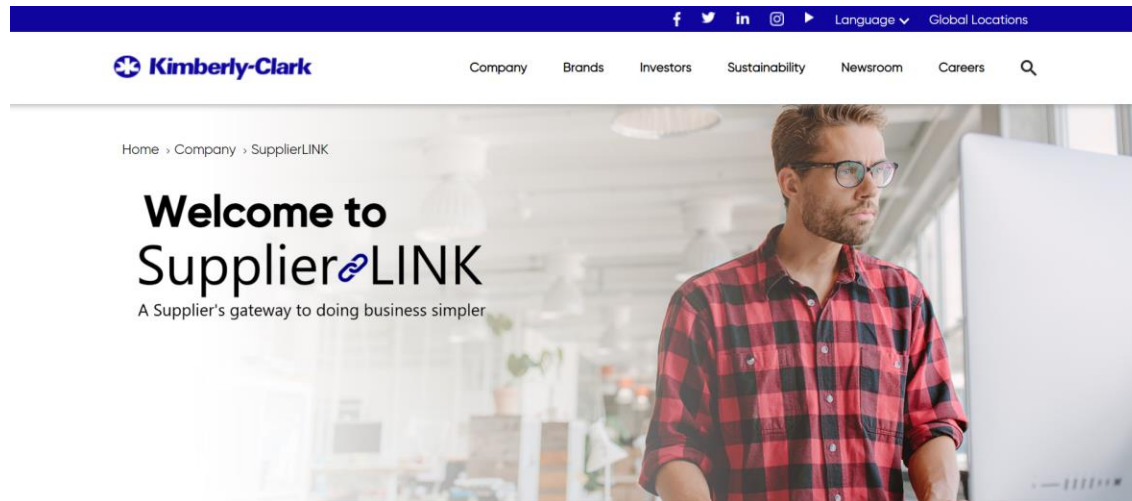 Language
Global Locations
Kimberly-Clark
Company
Brands
Investors
Sustainability
Newsroom
Careers
Home › Company › SupplierLINK
Welcome to
SupplierLINK
A Supplier's gateway to doing business simpler